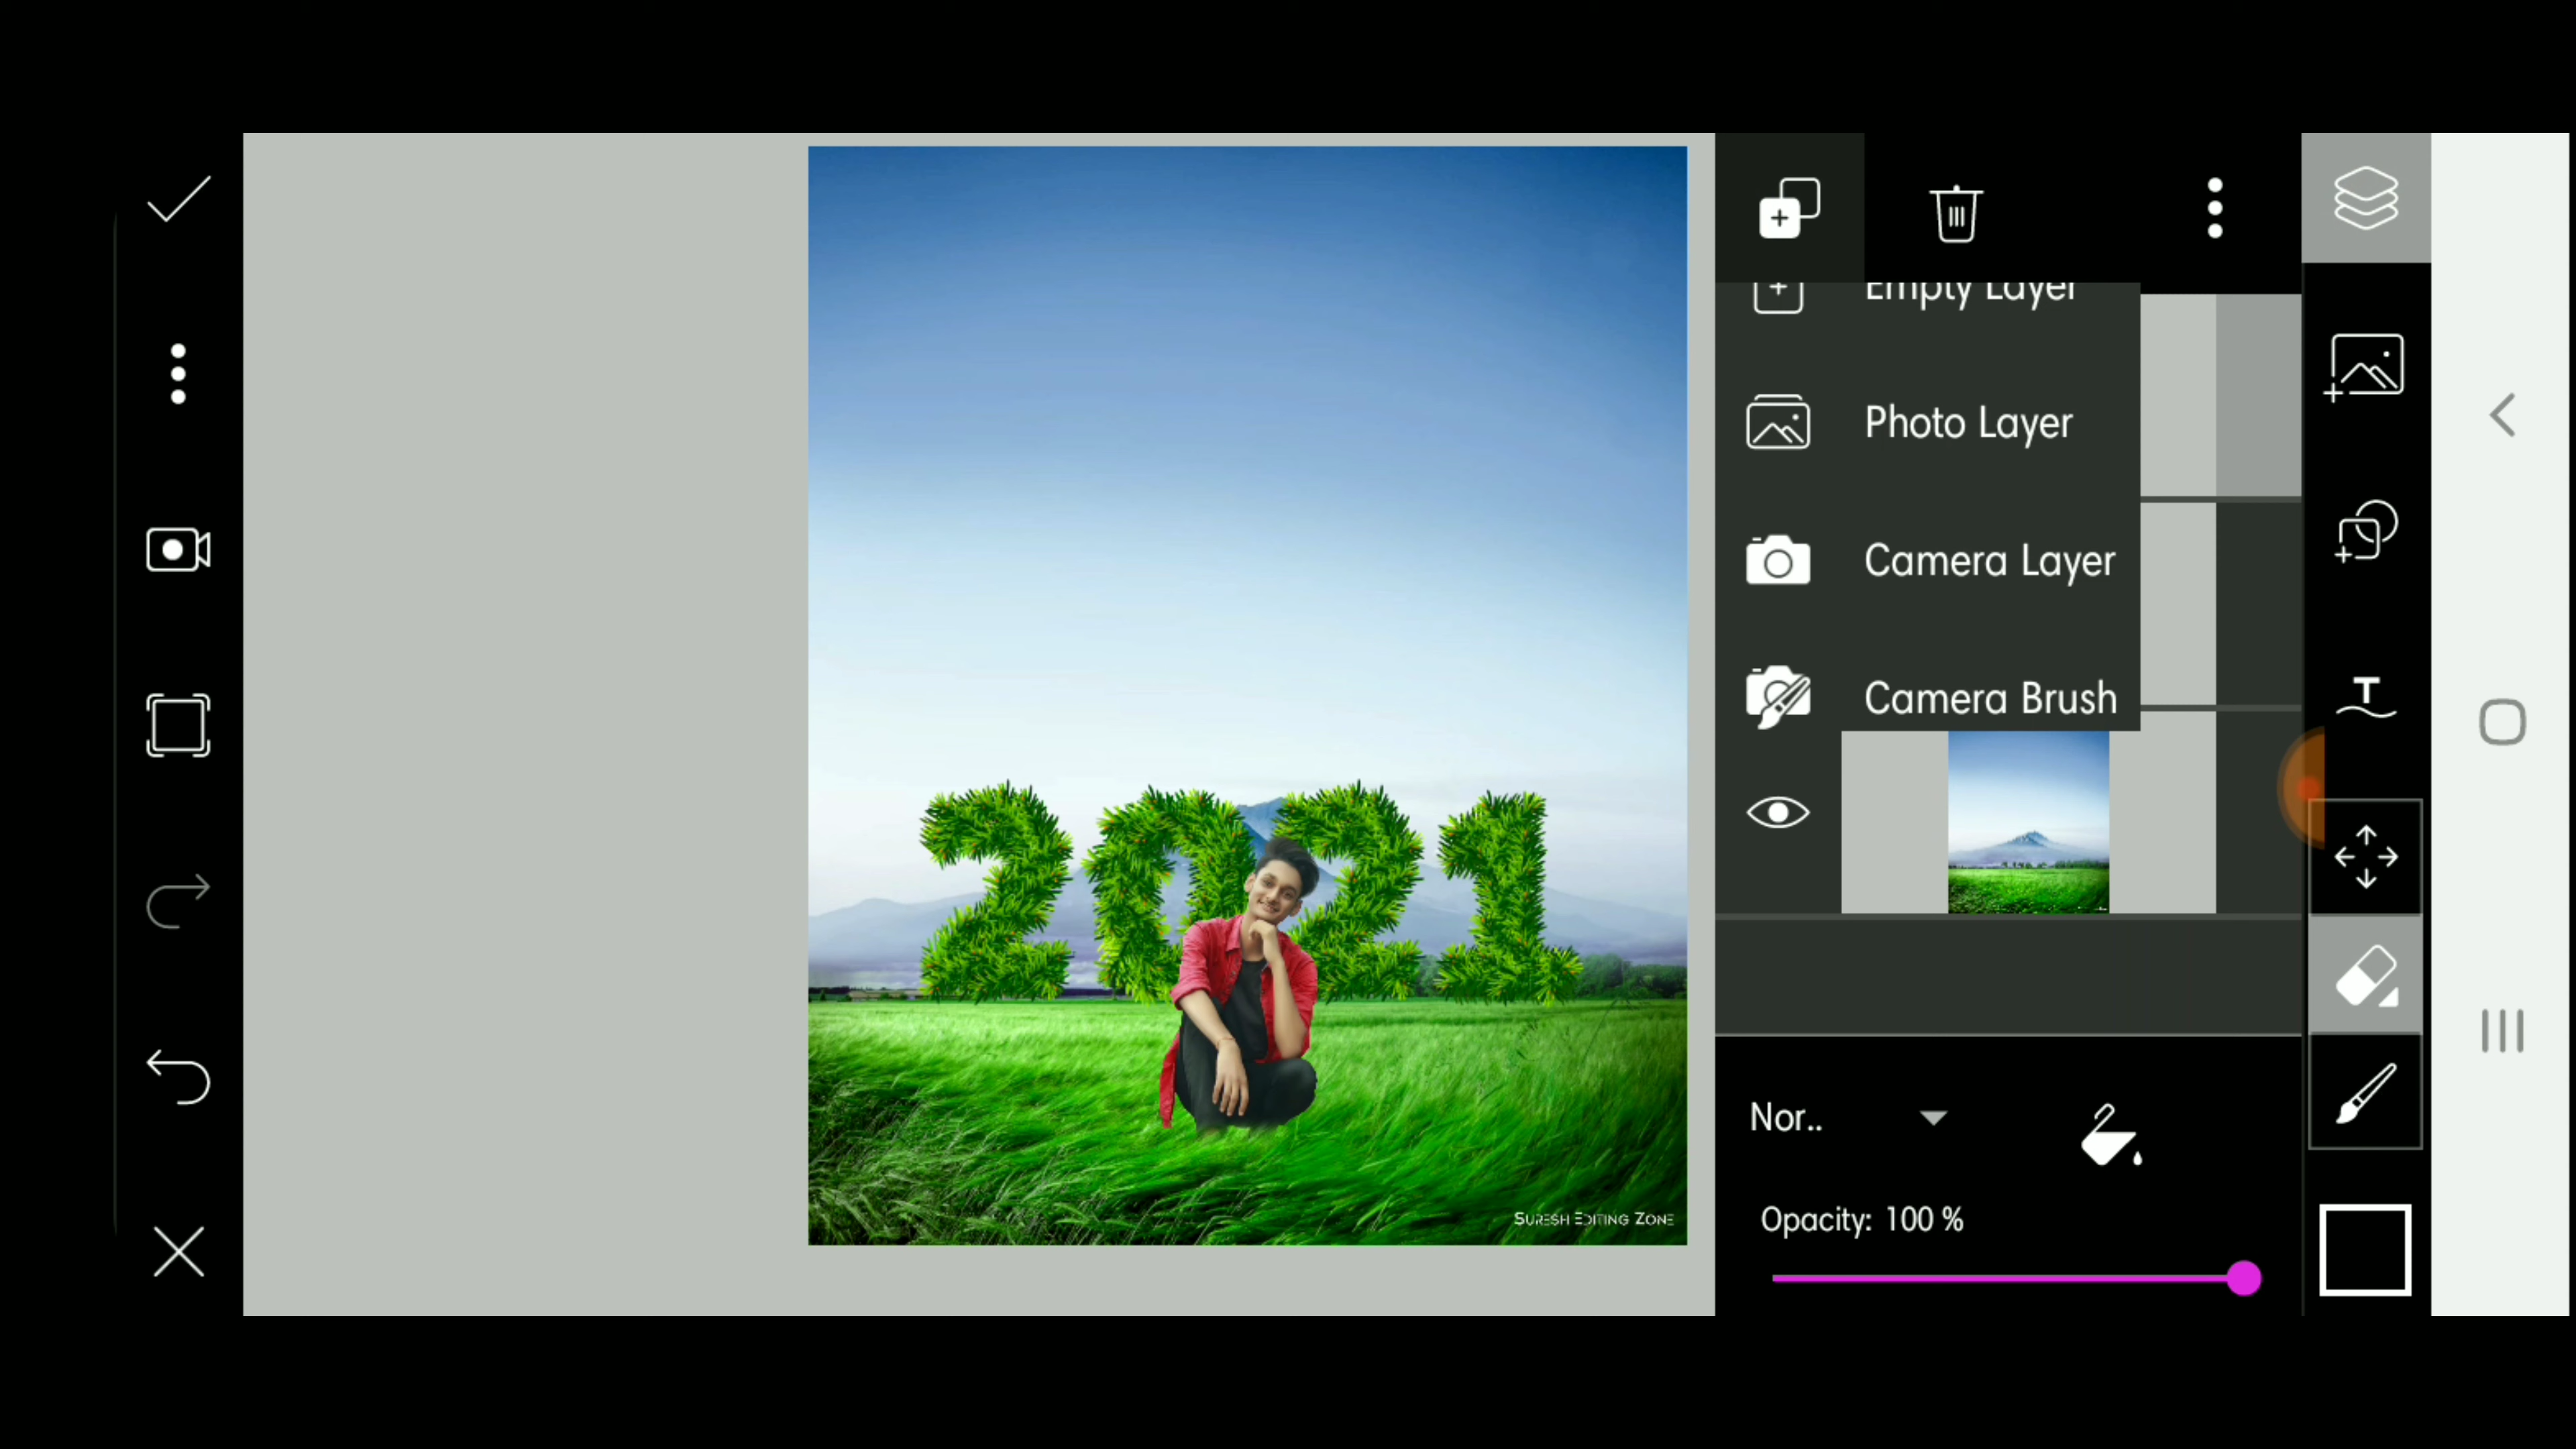 Empty Layer
Photo Layer
Camera Layer
Camera Brush
2021
SURESH EDITING ZONE
Nor..
Opacity: 100 %